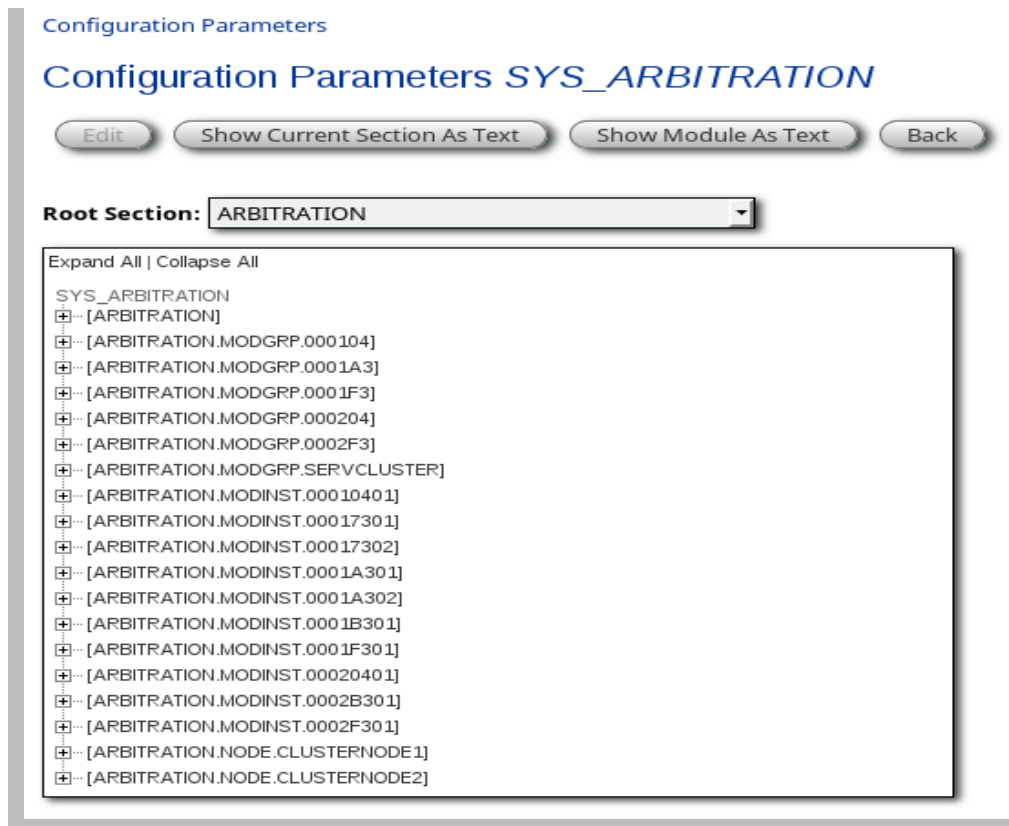 Configuration Parameters
Configuration Parameters SYS_ARBITRATION
Edit Show Current Section As Text Show Module As Text Back
Root Section: ARBITRATION
Expand All | Collapse All
SYS_ARBITRATION
[ARBITRATION]
[ARBITRATION.MODGRP.000104]
[ARBITRATION.MODGRP.0001A3]
[ARBITRATION.MODGRP.0001F3]
[ARBITRATION.MODGRP.000204]
[ARBITRATION.MODGRP.0002F3]
[ARBITRATION.MODGRP.SERVCLUSTER]
[ARBITRATION.MODINST.00010401]
[ARBITRATION.MODINST.00017301]
[ARBITRATION.MODINST.00017302]
[ARBITRATION.MODINST.0001A301]
[ARBITRATION.MODINST.0001A302]
[ARBITRATION.MODINST.0001B301]
[ARBITRATION.MODINST.0001F301]
[ARBITRATION.MODINST.00020401]
[ARBITRATION.MODINST.0002B301]
[ARBITRATION.MODINST.0002F301]
[ARBITRATION.NODE.CLUSTERNODE1]
[ARBITRATION.NODE.CLUSTERNODE2]